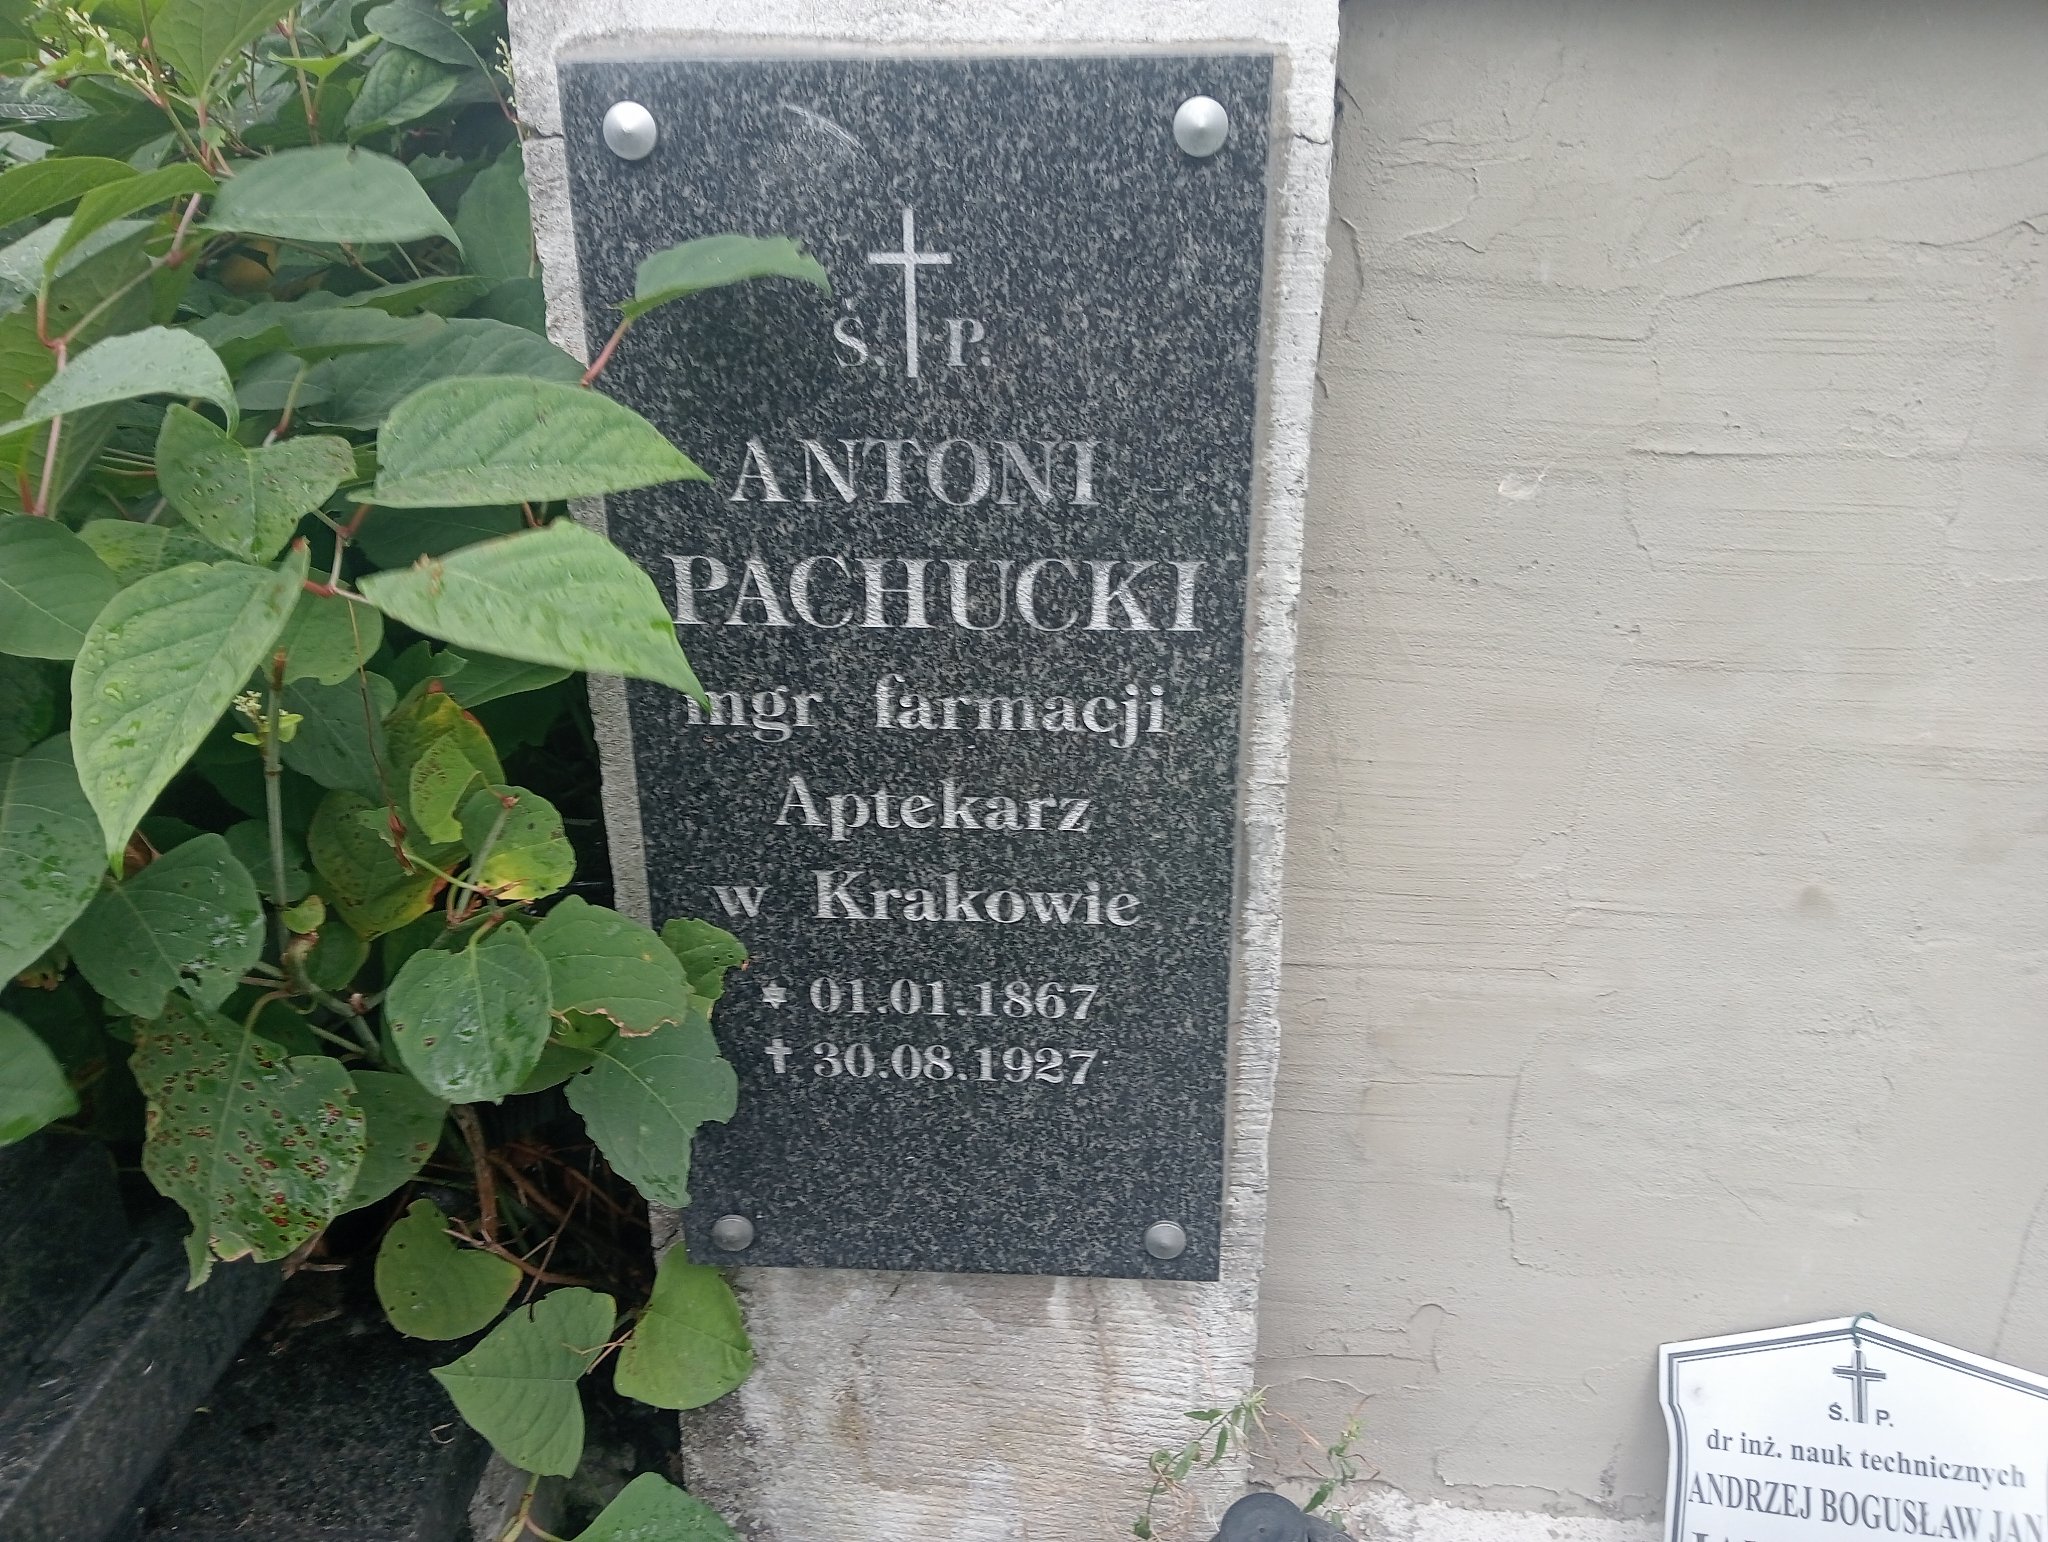 Ś. P.
ANTONI
PACHUCKI
mgr farmacji
Aptekarz
w Krakowie
* 01.01.1867
† 30.08.1927
Ś. P.
dr inż. nauk technicznych
ANDRZEJ BOGUSŁAW JAN